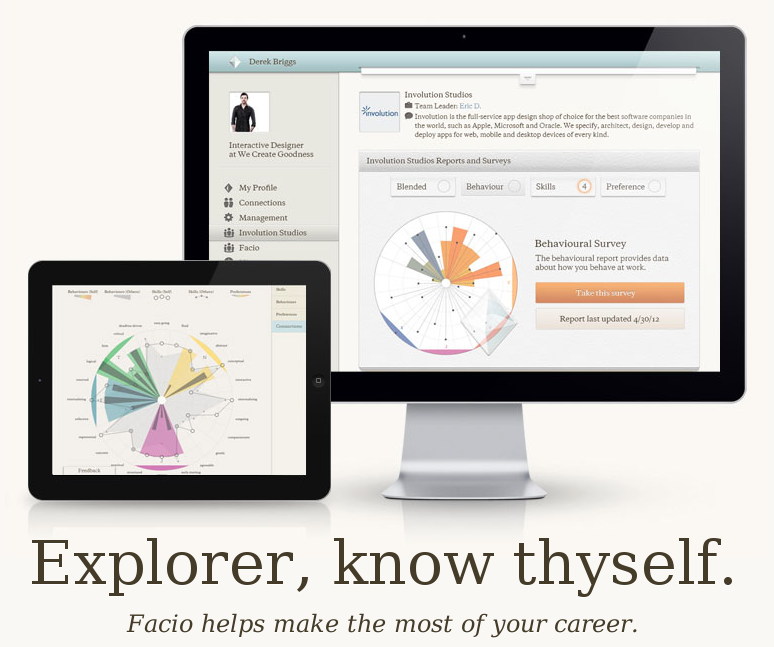 Derek Briggs
Interactive Designer
at We Create Goodness
My Profile
Connections
Management
Involution Studios
Facio
involution
Involution Studios
Team Leader: Eric D.
Involution is the full-service app design shop of choice for the best software companies in
the world, such as Apple, Microsoft and Oracle. We specify, architect, design, develop and
deploy apps for web, mobile and desktop devices of every kind.
Involution Studios Reports and Surveys
Blended
Behaviour
Skills 4
Preference
Behavioural Survey
The behavioural report provides data
about how you behave at work.
Take this survey
Report last updated 4/30/12
Behaviour (Self)
Behaviour (Others)
Skills (Self)
Skills (Others)
Preference
Skills
Behaviour
Preference
Connections
Feedback
Explorer, know thyself.
Facio helps make the most of your career.